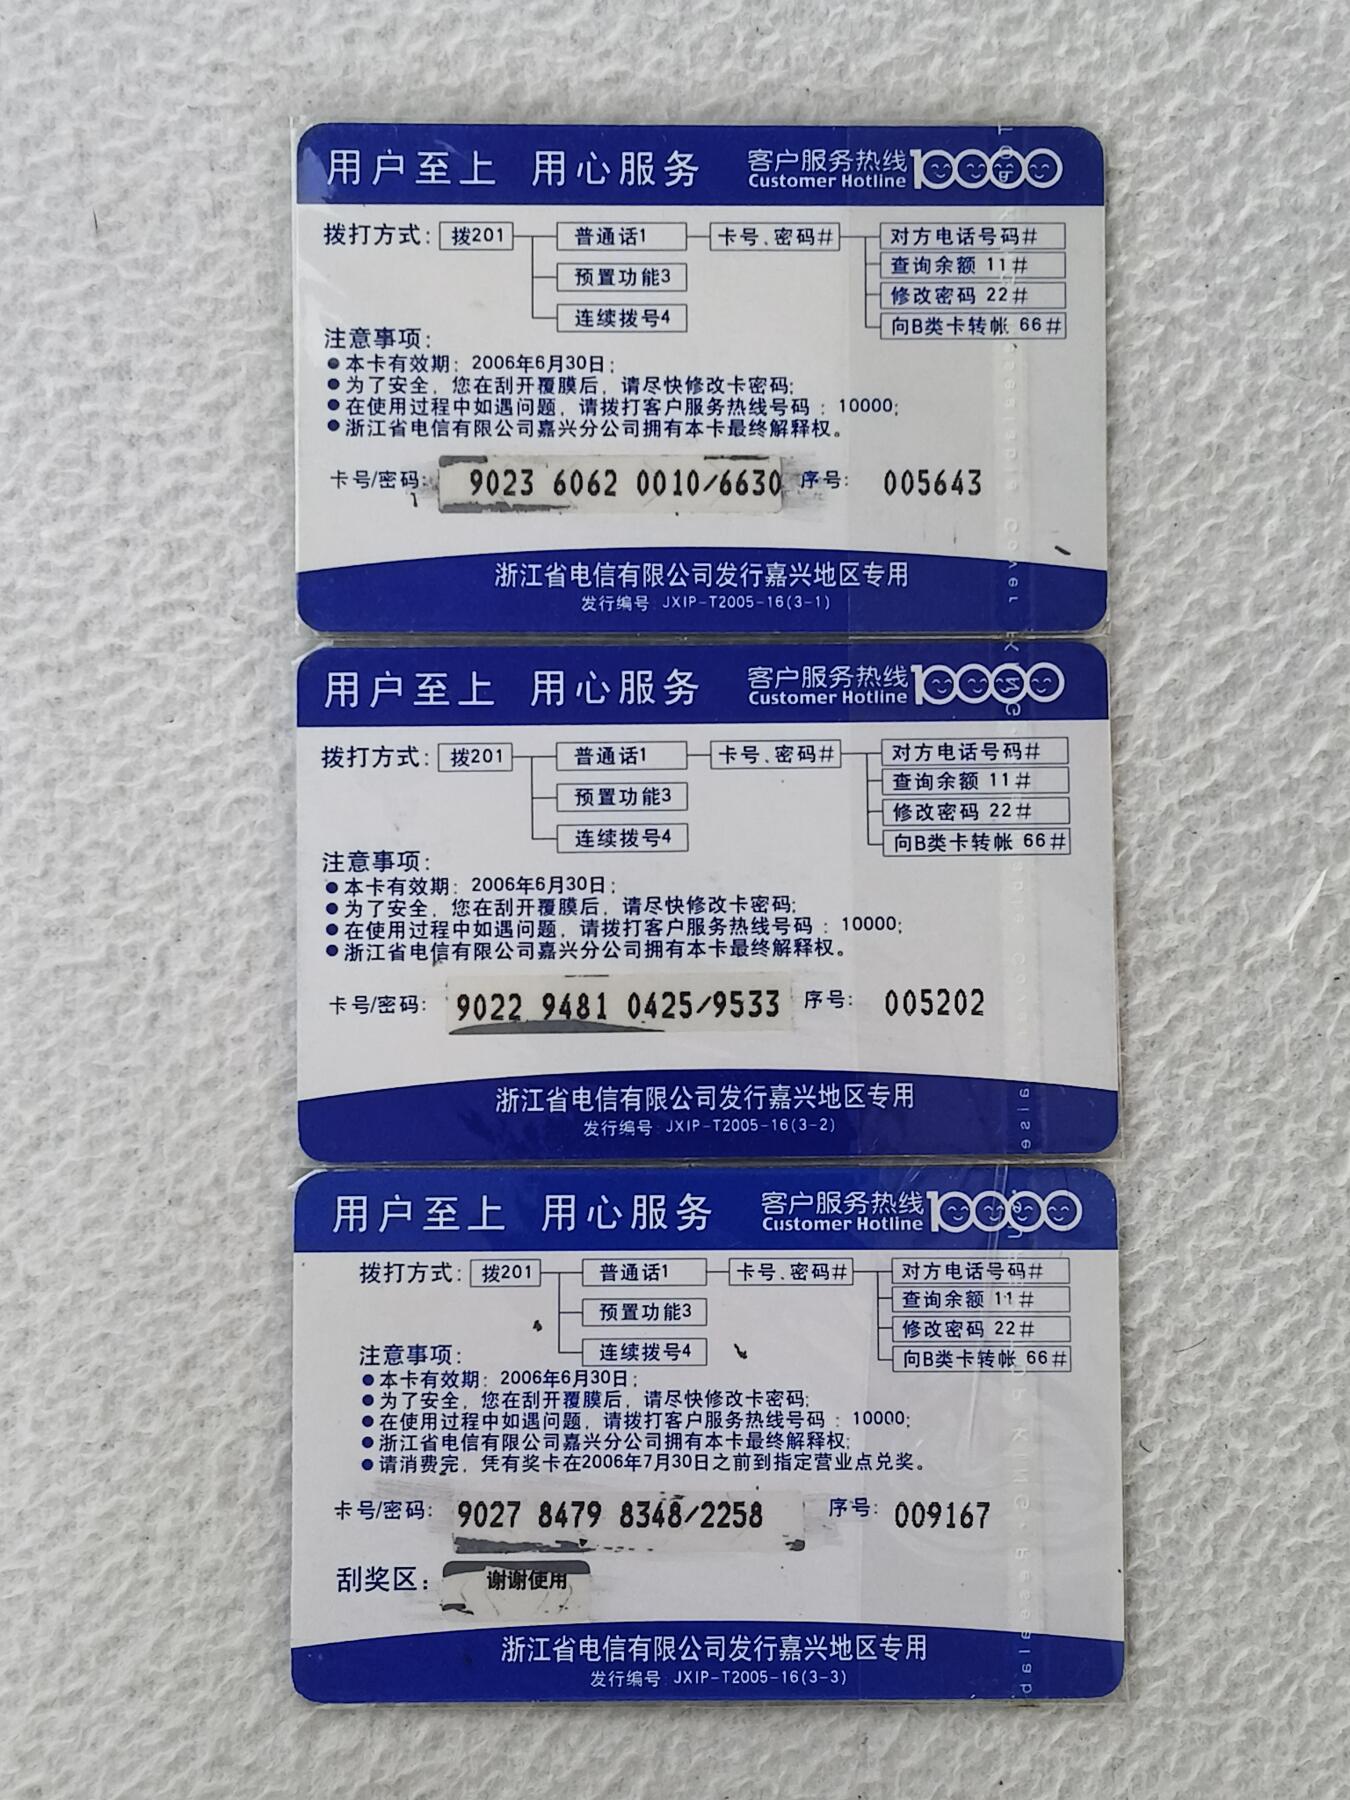 用户至上 用心服务 客户服务热线 10000
Customer Hotline
拨打方式: 拨201 普通话1 卡号、密码# 对方电话号码#
查询余额 11#
预置功能3
修改密码 22#
连续拨号4
向B类卡转帐 66#
注意事项:
●本卡有效期: 2006年6月30日;
●为了安全, 您在刮开覆膜后, 请尽快修改卡密码;
●在使用过程中如遇问题, 请拨打客户服务热线号码 : 10000;
●浙江省电信有限公司嘉兴分公司拥有本卡最终解释权。
卡号/密码: 9023 6062 0010/6630 序号: 005643
浙江省电信有限公司发行嘉兴地区专用
发行编号 JXIP-T2005-16(3-1)
用户至上 用心服务 客户服务热线 10000
Customer Hotline
拨打方式: 拨201 普通话1 卡号、密码# 对方电话号码#
查询余额 11#
预置功能3
修改密码 22#
连续拨号4
向B类卡转帐 66#
注意事项:
●本卡有效期: 2006年6月30日;
●为了安全, 您在刮开覆膜后, 请尽快修改卡密码;
●在使用过程中如遇问题, 请拨打客户服务热线号码 : 10000;
●浙江省电信有限公司嘉兴分公司拥有本卡最终解释权。
卡号/密码: 9022 9481 0425/9533 序号: 005202
浙江省电信有限公司发行嘉兴地区专用
发行编号 JXIP-T2005-16(3-2)
用户至上 用心服务 客户服务热线 10000
Customer Hotline
拨打方式: 拨201 普通话1 卡号、密码# 对方电话号码#
查询余额 11#
预置功能3
修改密码 22#
连续拨号4
向B类卡转帐 66#
注意事项:
●本卡有效期: 2006年6月30日;
●为了安全, 您在刮开覆膜后, 请尽快修改卡密码;
●在使用过程中如遇问题, 请拨打客户服务热线号码 : 10000;
●浙江省电信有限公司嘉兴分公司拥有本卡最终解释权;
●请消费完, 凭有奖卡在2006年7月30日之前到指定营业点兑奖。
卡号/密码: 9027 8479 8348/2258 序号: 009167
刮奖区: 谢谢使用
浙江省电信有限公司发行嘉兴地区专用
发行编号 JXIP-T2005-16(3-3)